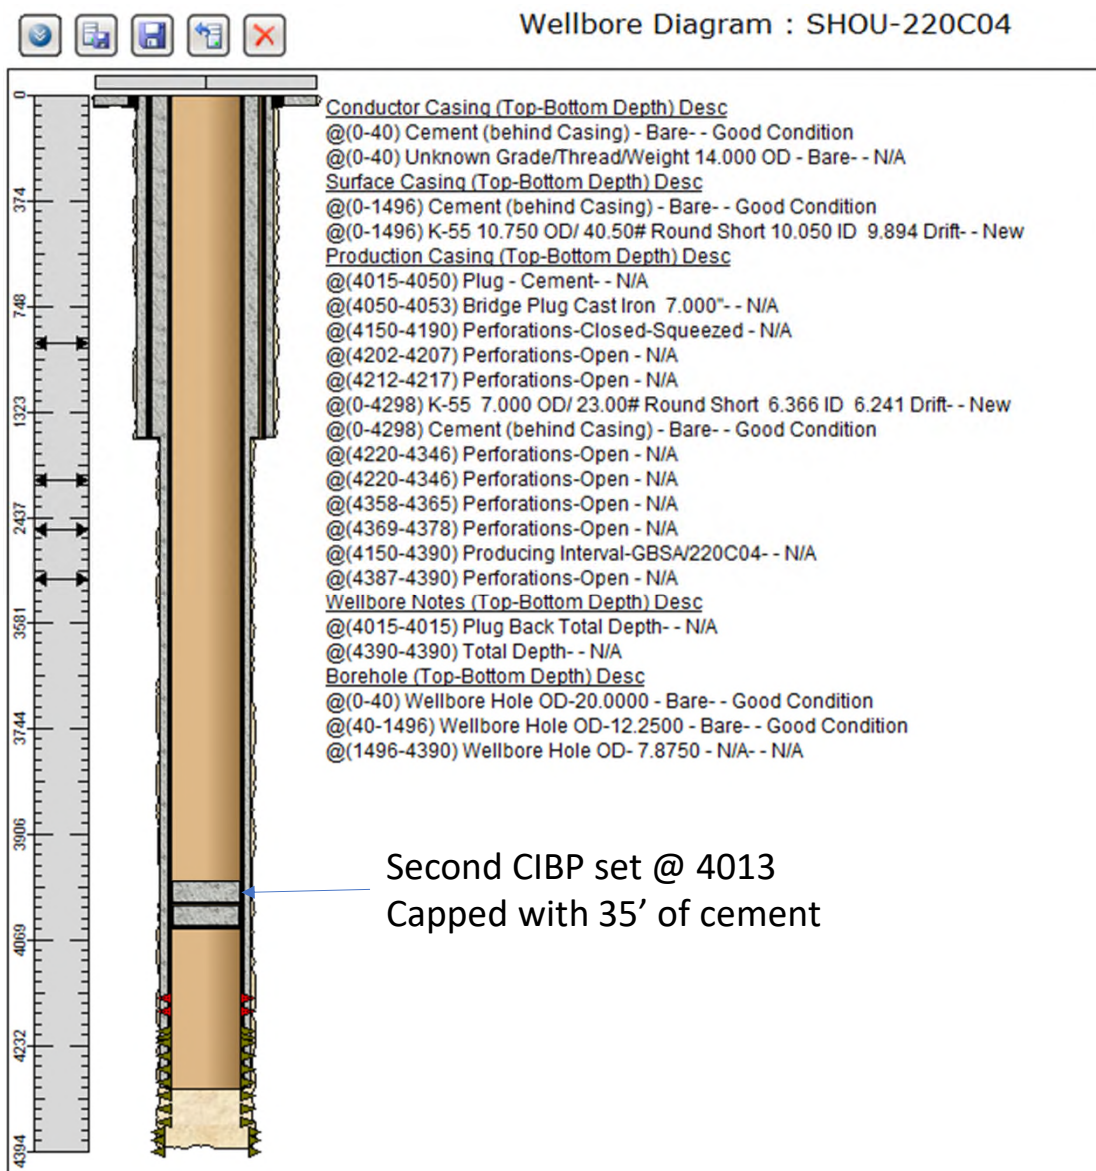 Wellbore Diagram : SHOU-220C04
Conductor Casing (Top-Bottom Depth) Desc
@(0-40) Cement (behind Casing) - Bare- - Good Condition
@(0-40) Unknown Grade/Thread/Weight 14.000 OD - Bare- - N/A
Surface Casing (Top-Bottom Depth) Desc
@(0-1496) Cement (behind Casing) - Bare- - Good Condition
@(0-1496) K-55 10.750 OD/ 40.50# Round Short 10.050 ID 9.894 Drift- - New
Production Casing (Top-Bottom Depth) Desc
@(4015-4050) Plug - Cement- - N/A
@(4050-4053) Bridge Plug Cast Iron 7.000"- - N/A
@(4150-4190) Perforations-Closed-Squeezed - N/A
@(4202-4207) Perforations-Open - N/A
@(4212-4217) Perforations-Open - N/A
@(0-4298) K-55 7.000 OD/ 23.00# Round Short 6.366 ID 6.241 Drift- - New
@(0-4298) Cement (behind Casing) - Bare- - Good Condition
@(4220-4346) Perforations-Open - N/A
@(4220-4346) Perforations-Open - N/A
@(4358-4365) Perforations-Open - N/A
@(4369-4378) Perforations-Open - N/A
@(4150-4390) Producing Interval-GBSA/220C04- - N/A
@(4387-4390) Perforations-Open - N/A
Wellbore Notes (Top-Bottom Depth) Desc
@(4015-4015) Plug Back Total Depth- - N/A
@(4390-4390) Total Depth- - N/A
Borehole (Top-Bottom Depth) Desc
@(0-40) Wellbore Hole OD-20.0000 - Bare- - Good Condition
@(40-1496) Wellbore Hole OD-12.2500 - Bare- - Good Condition
@(1496-4390) Wellbore Hole OD- 7.8750 - N/A- - N/A
Second CIBP set @ 4013
Capped with 35’ of cement
0
374
748
1323
2437
3581
3744
3906
4069
4232
4394